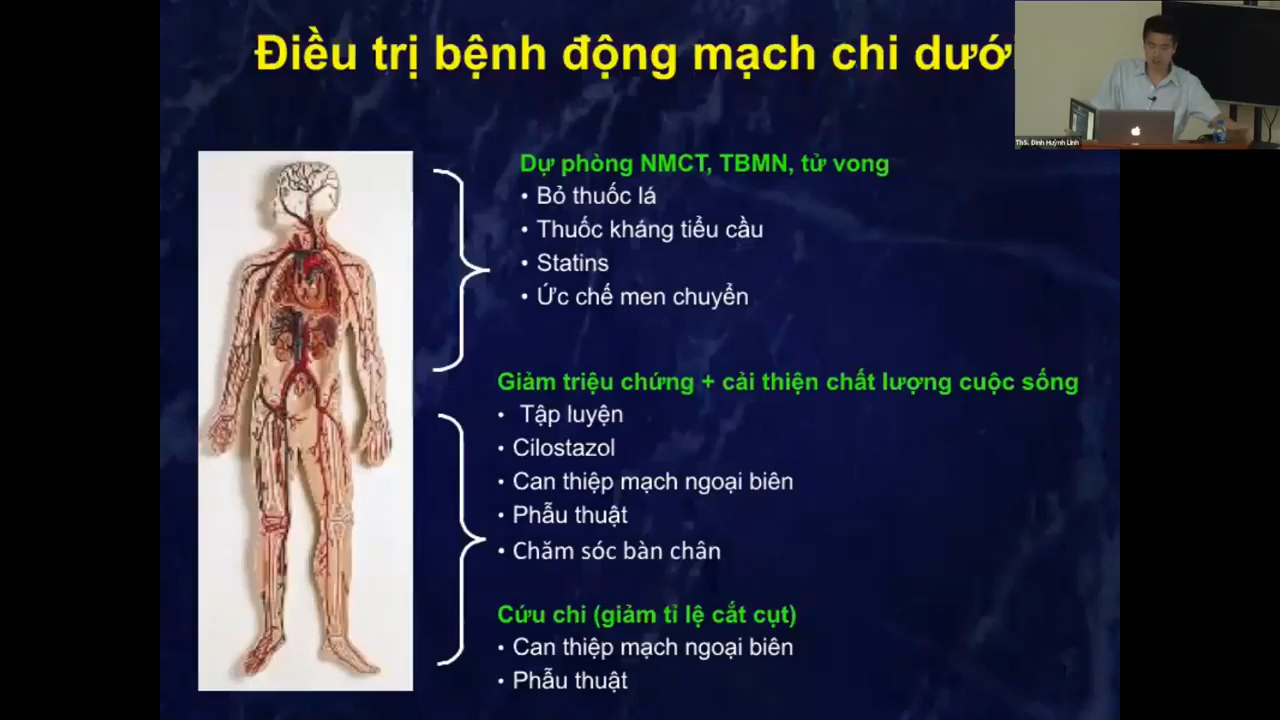 Điều trị bệnh động mạch chi dưới
ThS. Đinh Huỳnh Linh
Dự phòng NMCT, TBMN, tử vong
• Bỏ thuốc lá
• Thuốc kháng tiểu cầu
• Statins
• Ức chế men chuyển
Giảm triệu chứng + cải thiện chất lượng cuộc sống
• Tập luyện
• Cilostazol
• Can thiệp mạch ngoại biên
• Phẫu thuật
• Chăm sóc bàn chân
Cứu chi (giảm tỉ lệ cắt cụt)
• Can thiệp mạch ngoại biên
• Phẫu thuật